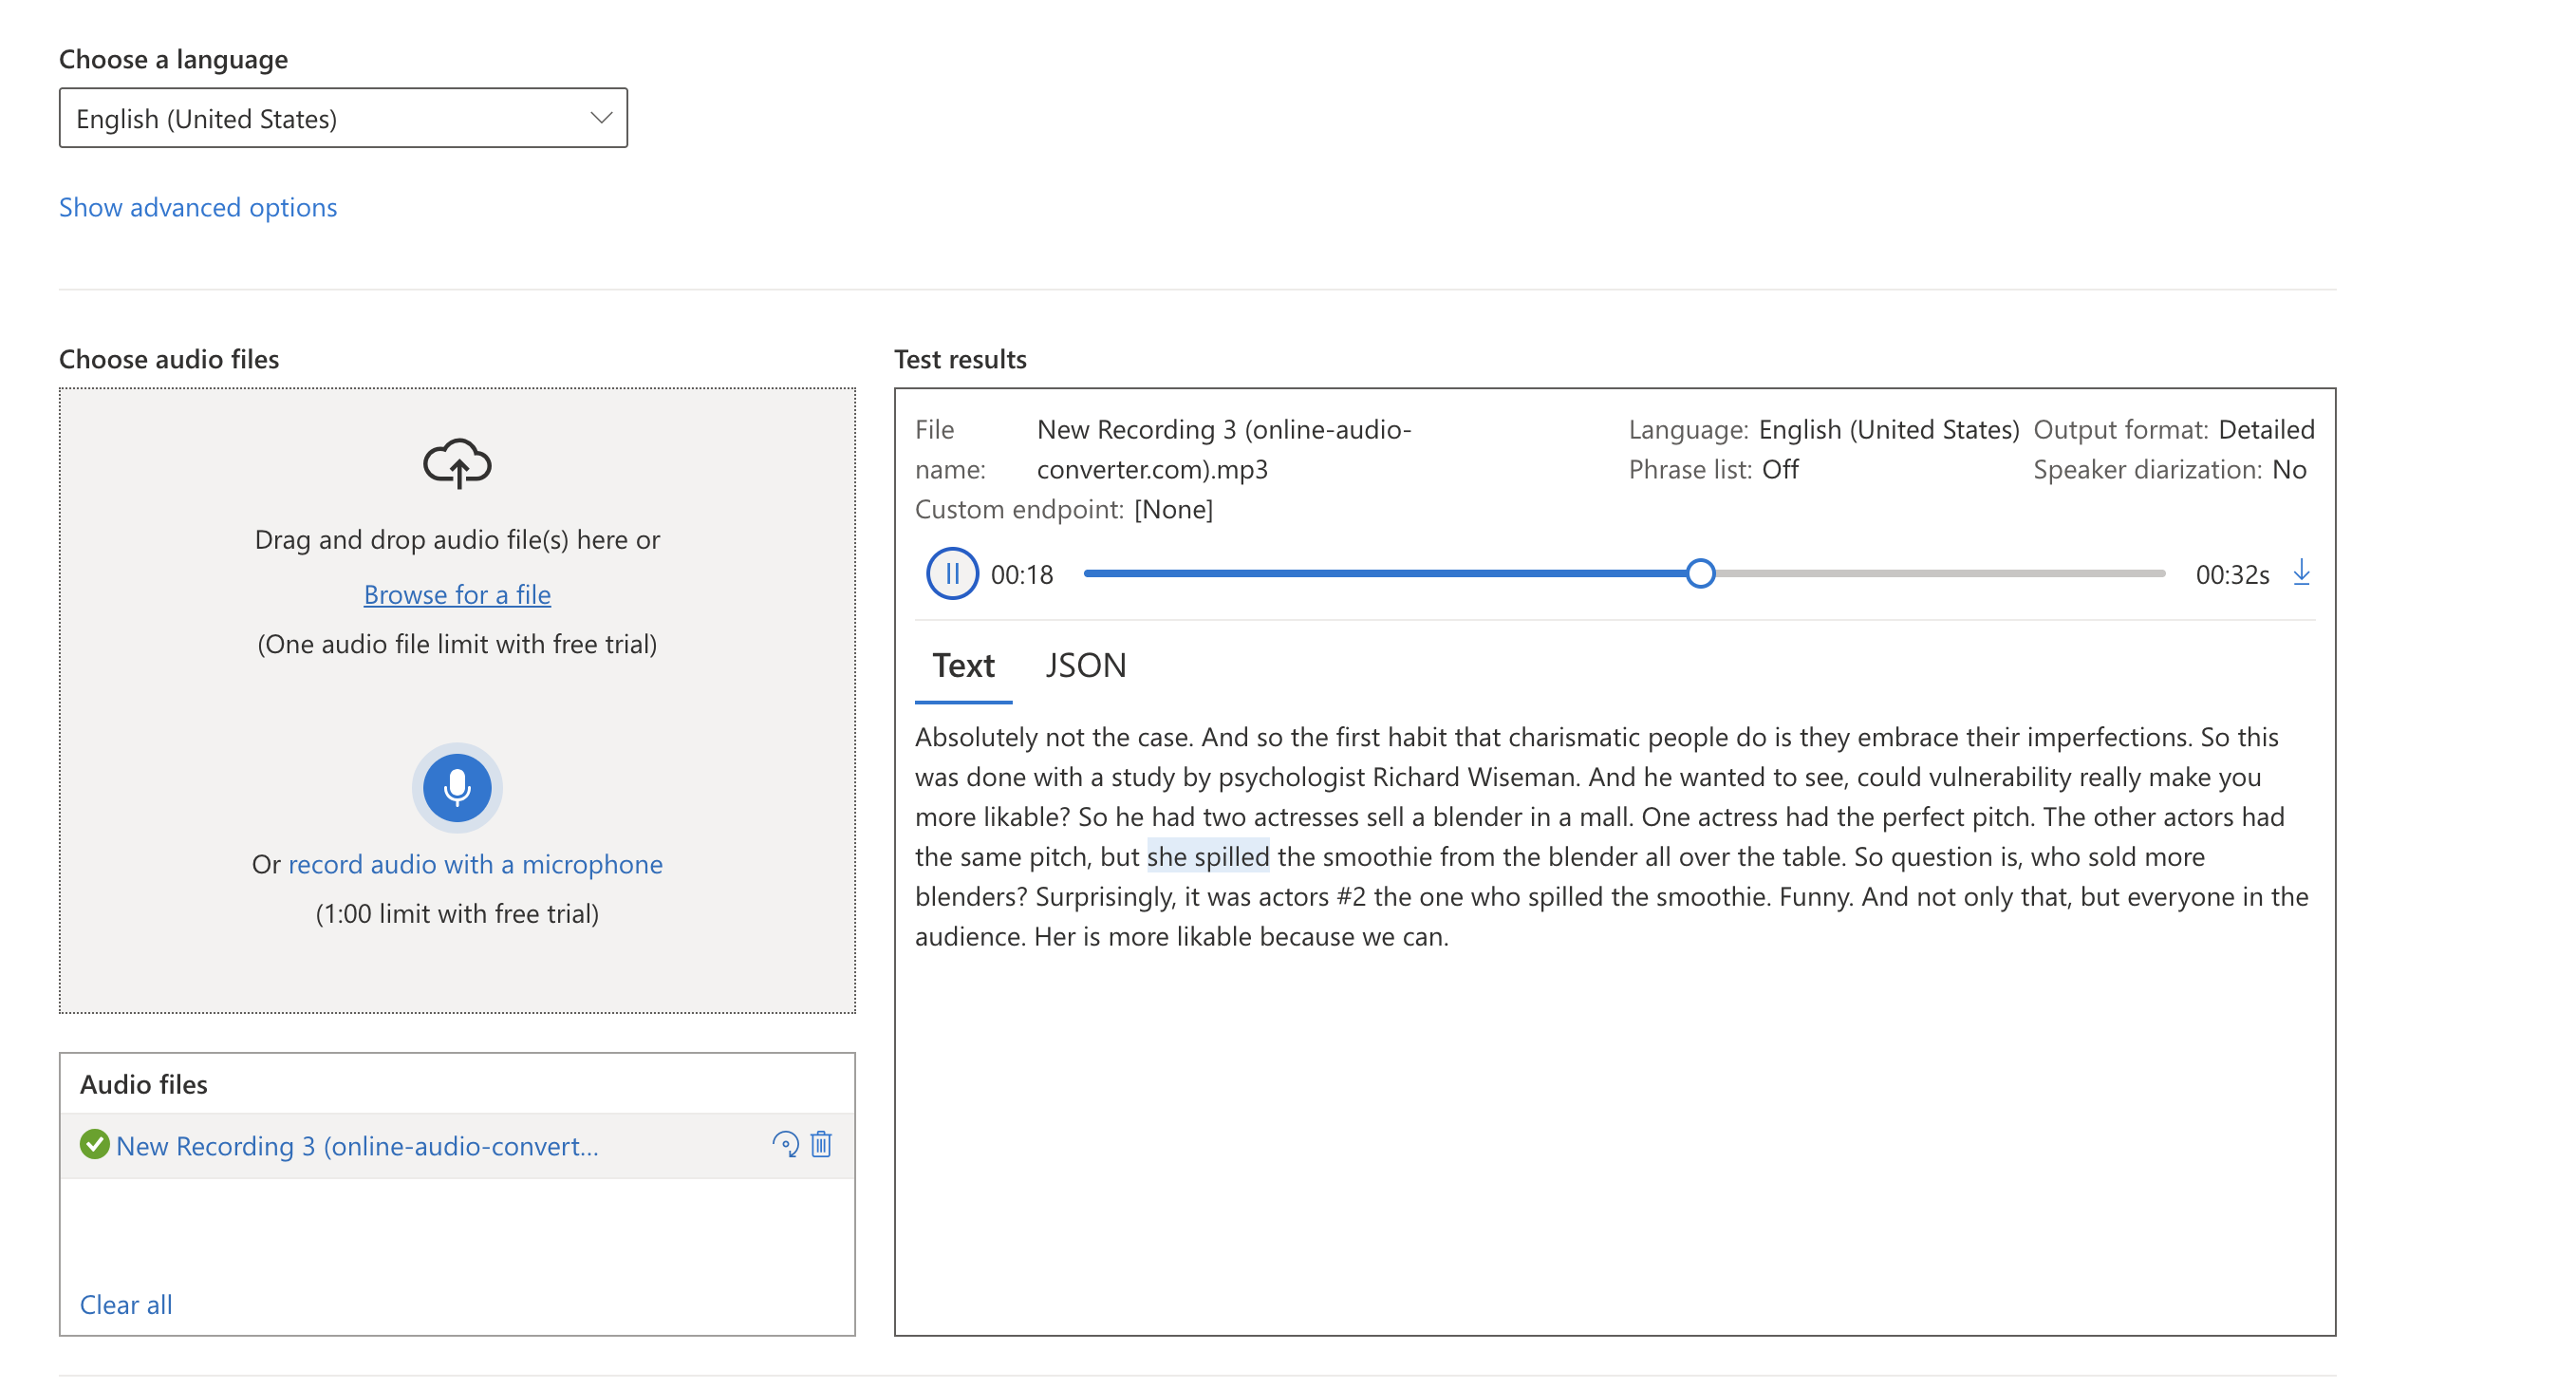 Choose a language
English (United States)
Show advanced options
Choose audio files
Drag and drop audio file(s) here or
Browse for a file
(One audio file limit with free trial)
Or record audio with a microphone
(1:00 limit with free trial)
Audio files
New Recording 3 (online-audio-convert...
Clear all
Test results
File name: New Recording 3 (online-audio-
converter.com).mp3
Language: English (United States) Output format: Detailed
Phrase list: Off Speaker diarization: No
Custom endpoint: [None]
00:18 00:32s
Text JSON
Absolutely not the case. And so the first habit that charismatic people do is they embrace their imperfections. So this
was done with a study by psychologist Richard Wiseman. And he wanted to see, could vulnerability really make you
more likable? So he had two actresses sell a blender in a mall. One actress had the perfect pitch. The other actors had
the same pitch, but she spilled the smoothie from the blender all over the table. So question is, who sold more
blenders? Surprisingly, it was actors #2 the one who spilled the smoothie. Funny. And not only that, but everyone in the
audience. Her is more likable because we can.